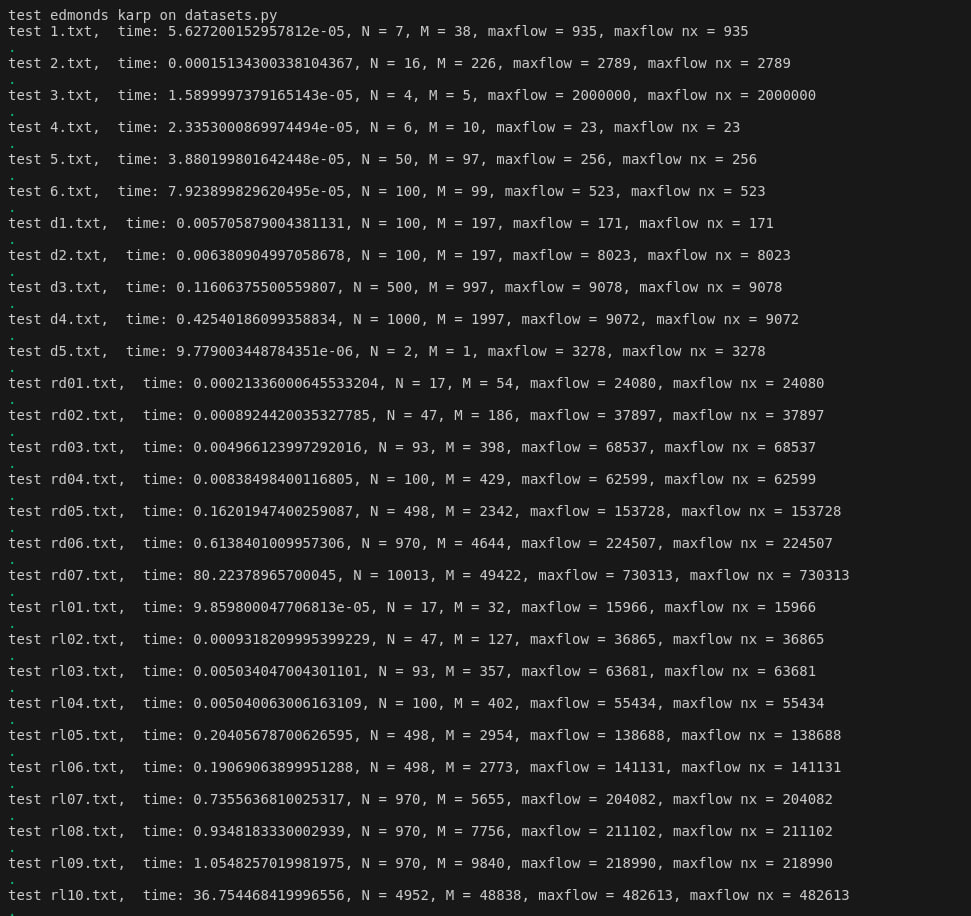 test edmonds karp on datasets.py
test 1.txt,  time: 5.627200152957812e-05, N = 7, M = 38, maxflow = 935, maxflow nx = 935
.
test 2.txt,  time: 0.00015134300338104367, N = 16, M = 226, maxflow = 2789, maxflow nx = 2789
.
test 3.txt,  time: 1.5899997379165143e-05, N = 4, M = 5, maxflow = 2000000, maxflow nx = 2000000
.
test 4.txt,  time: 2.3353000869974494e-05, N = 6, M = 10, maxflow = 23, maxflow nx = 23
.
test 5.txt,  time: 3.880199801642448e-05, N = 50, M = 97, maxflow = 256, maxflow nx = 256
.
test 6.txt,  time: 7.923899829620495e-05, N = 100, M = 99, maxflow = 523, maxflow nx = 523
.
test d1.txt,  time: 0.005705879004381131, N = 100, M = 197, maxflow = 171, maxflow nx = 171
.
test d2.txt,  time: 0.006380904997058678, N = 100, M = 197, maxflow = 8023, maxflow nx = 8023
.
test d3.txt,  time: 0.11606375500559807, N = 500, M = 997, maxflow = 9078, maxflow nx = 9078
.
test d4.txt,  time: 0.42540186099358834, N = 1000, M = 1997, maxflow = 9072, maxflow nx = 9072
.
test d5.txt,  time: 9.779003448784351e-06, N = 2, M = 1, maxflow = 3278, maxflow nx = 3278
.
test rd01.txt,  time: 0.00021336000645533204, N = 17, M = 54, maxflow = 24080, maxflow nx = 24080
.
test rd02.txt,  time: 0.0008924420035327785, N = 47, M = 186, maxflow = 37897, maxflow nx = 37897
.
test rd03.txt,  time: 0.004966123997292016, N = 93, M = 398, maxflow = 68537, maxflow nx = 68537
.
test rd04.txt,  time: 0.00838498400116805, N = 100, M = 429, maxflow = 62599, maxflow nx = 62599
.
test rd05.txt,  time: 0.16201947400259087, N = 498, M = 2342, maxflow = 153728, maxflow nx = 153728
.
test rd06.txt,  time: 0.6138401009957306, N = 970, M = 4644, maxflow = 224507, maxflow nx = 224507
.
test rd07.txt,  time: 80.22378965700045, N = 10013, M = 49422, maxflow = 730313, maxflow nx = 730313
.
test rl01.txt,  time: 9.859800047706813e-05, N = 17, M = 32, maxflow = 15966, maxflow nx = 15966
.
test rl02.txt,  time: 0.0009318209995399229, N = 47, M = 127, maxflow = 36865, maxflow nx = 36865
.
test rl03.txt,  time: 0.005034047004301101, N = 93, M = 357, maxflow = 63681, maxflow nx = 63681
.
test rl04.txt,  time: 0.005040063006163109, N = 100, M = 402, maxflow = 55434, maxflow nx = 55434
.
test rl05.txt,  time: 0.20405678700626595, N = 498, M = 2954, maxflow = 138688, maxflow nx = 138688
.
test rl06.txt,  time: 0.19069063899951288, N = 498, M = 2773, maxflow = 141131, maxflow nx = 141131
.
test rl07.txt,  time: 0.7355636810025317, N = 970, M = 5655, maxflow = 204082, maxflow nx = 204082
.
test rl08.txt,  time: 0.9348183330002939, N = 970, M = 7756, maxflow = 211102, maxflow nx = 211102
.
test rl09.txt,  time: 1.0548257019981975, N = 970, M = 9840, maxflow = 218990, maxflow nx = 218990
.
test rl10.txt,  time: 36.754468419996556, N = 4952, M = 48838, maxflow = 482613, maxflow nx = 482613
.